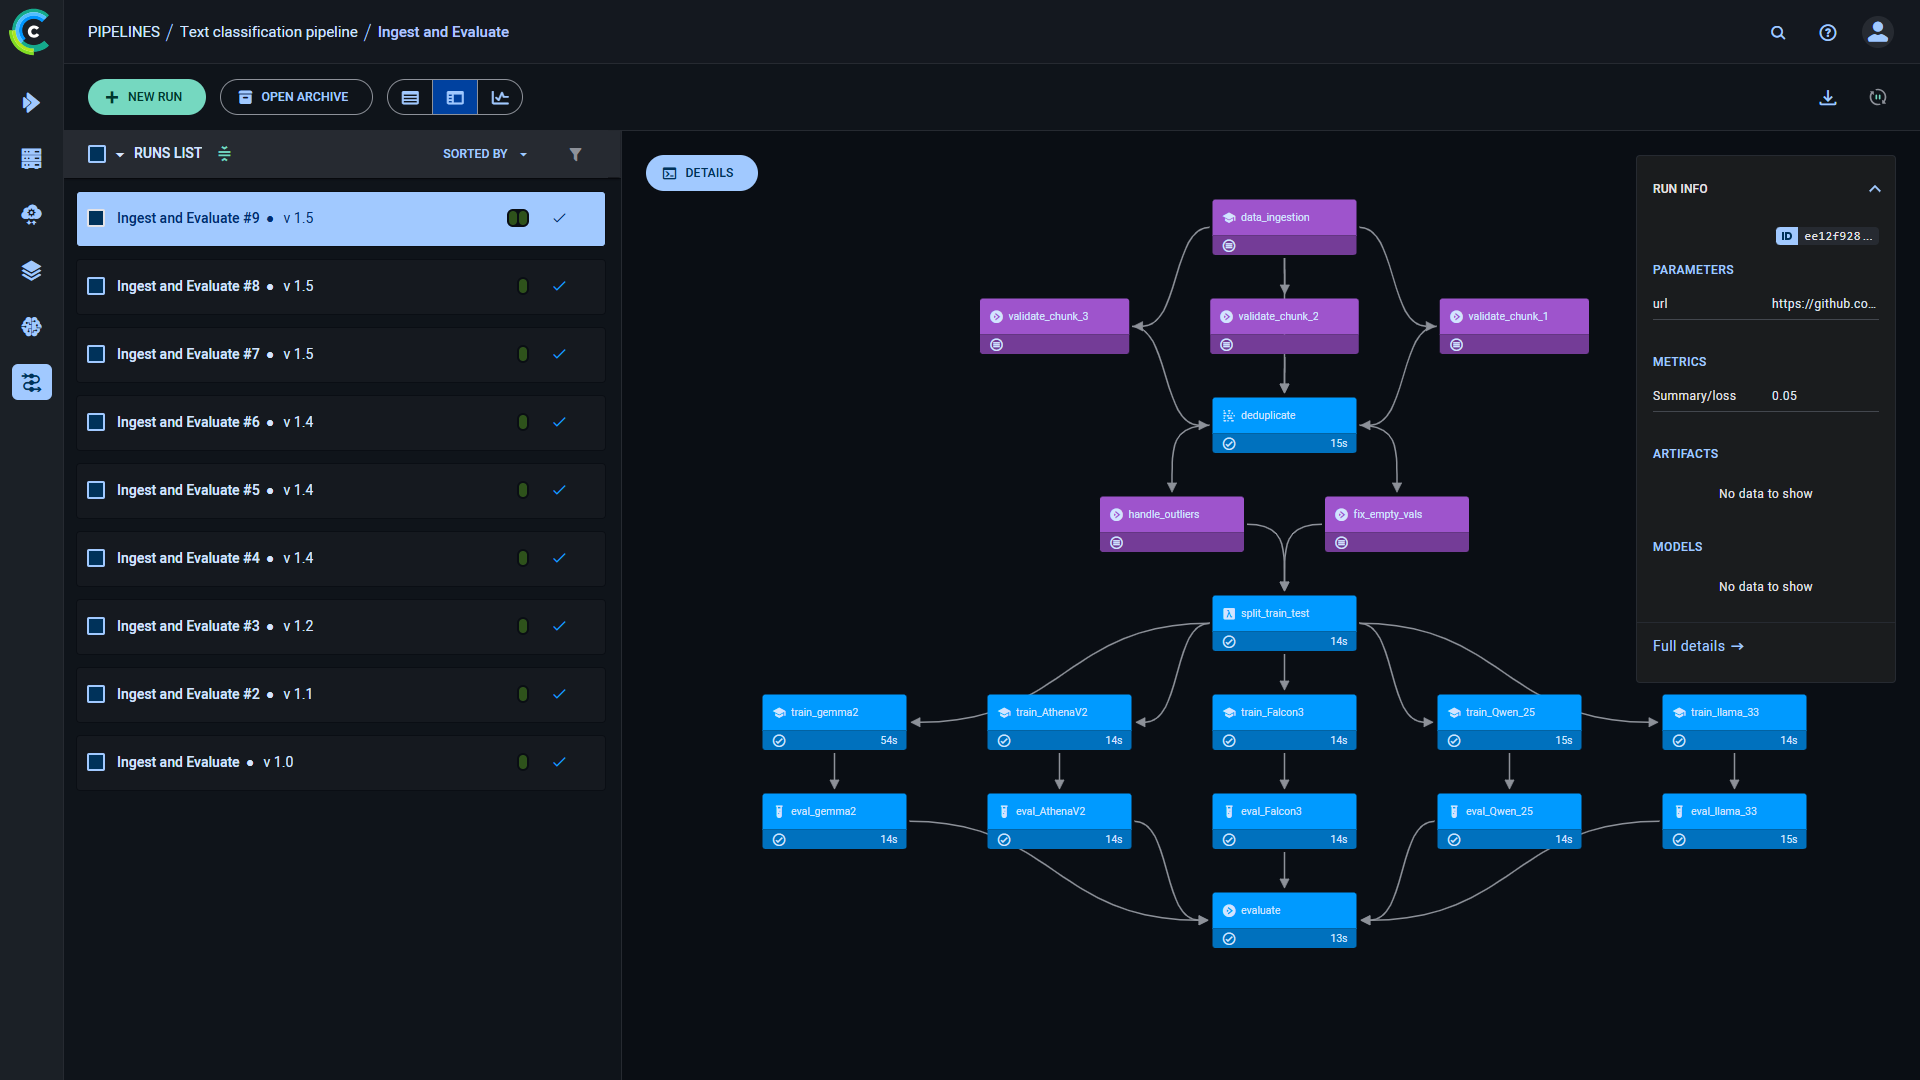 PIPELINES / Text classification pipeline / Ingest and Evaluate
NEW RUN
OPEN ARCHIVE
RUNS LIST
SORTED BY
Ingest and Evaluate #9 • v 1.5
Ingest and Evaluate #8 • v 1.5
Ingest and Evaluate #7 • v 1.5
Ingest and Evaluate #6 • v 1.4
Ingest and Evaluate #5 • v 1.4
Ingest and Evaluate #4 • v 1.4
Ingest and Evaluate #3 • v 1.2
Ingest and Evaluate #2 • v 1.1
Ingest and Evaluate • v 1.0
DETAILS
data_ingestion
validate_chunk_3
validate_chunk_2
validate_chunk_1
deduplicate
15s
handle_outliers
fix_empty_vals
split_train_test
14s
train_gemma2
54s
train_AthenaV2
14s
train_Falcon3
14s
train_Qwen_25
15s
train_llama_33
14s
eval_gemma2
14s
eval_AthenaV2
14s
eval_Falcon3
14s
eval_Qwen_25
14s
eval_llama_33
15s
evaluate
13s
RUN INFO
ID ee12f928...
PARAMETERS
url https://github.co...
METRICS
Summary/loss 0.05
ARTIFACTS
No data to show
MODELS
No data to show
Full details →